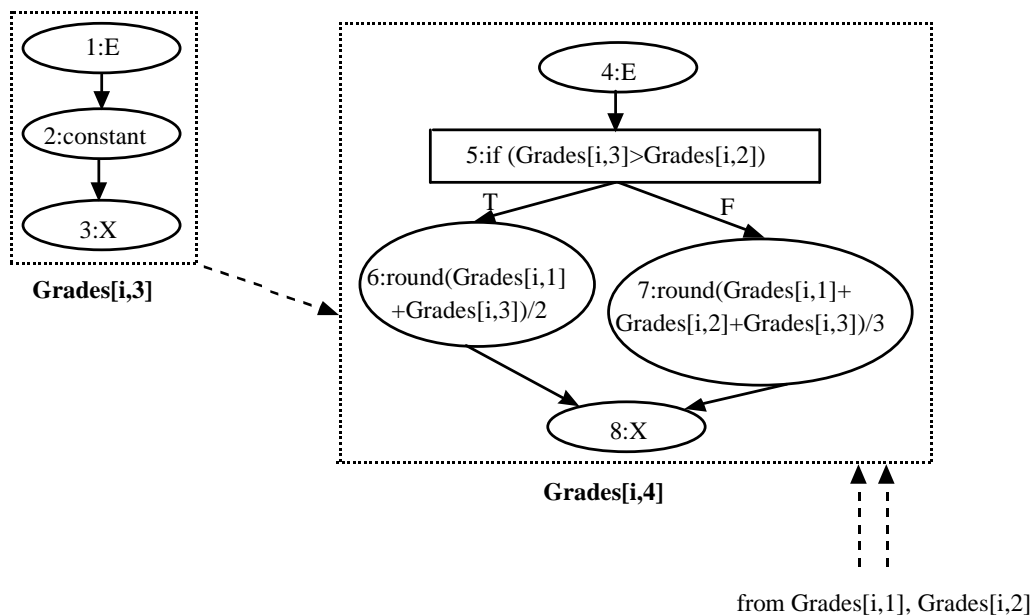 1:E
2:constant
3:X
Grades[i,3]
4:E
5:if (Grades[i,3]>Grades[i,2])
T
F
6:round(Grades[i,1]
+Grades[i,3])/2
7:round(Grades[i,1]+
Grades[i,2]+Grades[i,3])/3
8:X
Grades[i,4]
from Grades[i,1], Grades[i,2]